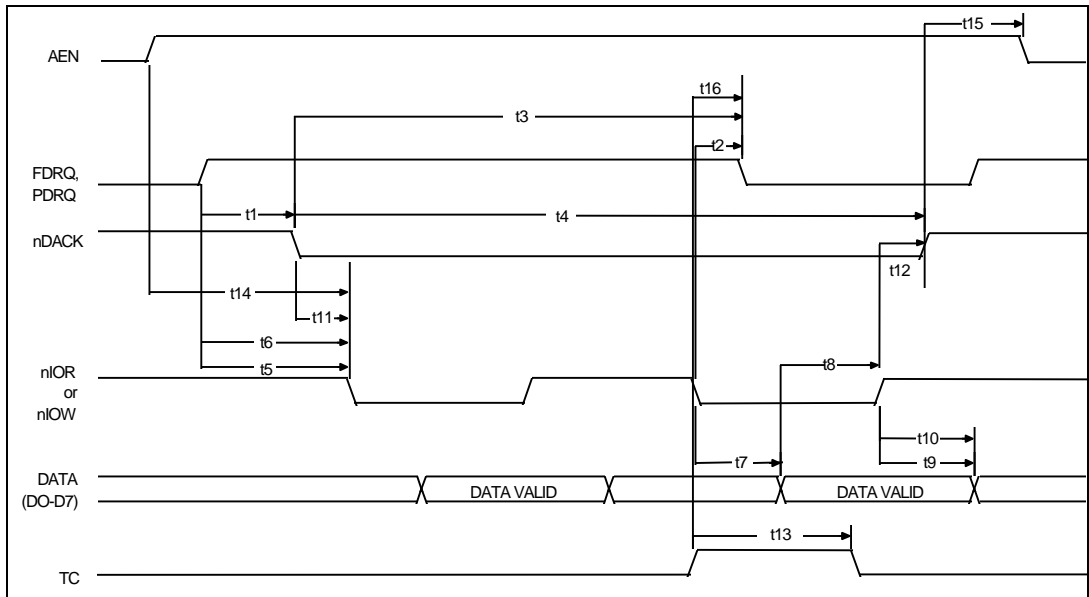 t15
AEN
t16
t3
t2
FDRQ,
PDRQ
t1
t4
nDACK
t12
t14
t11
t6
t5
t8
nIOR
or
nIOW
t10
t7
t9
DATA
(DO-D7)
DATA VALID
DATA VALID
t13
TC